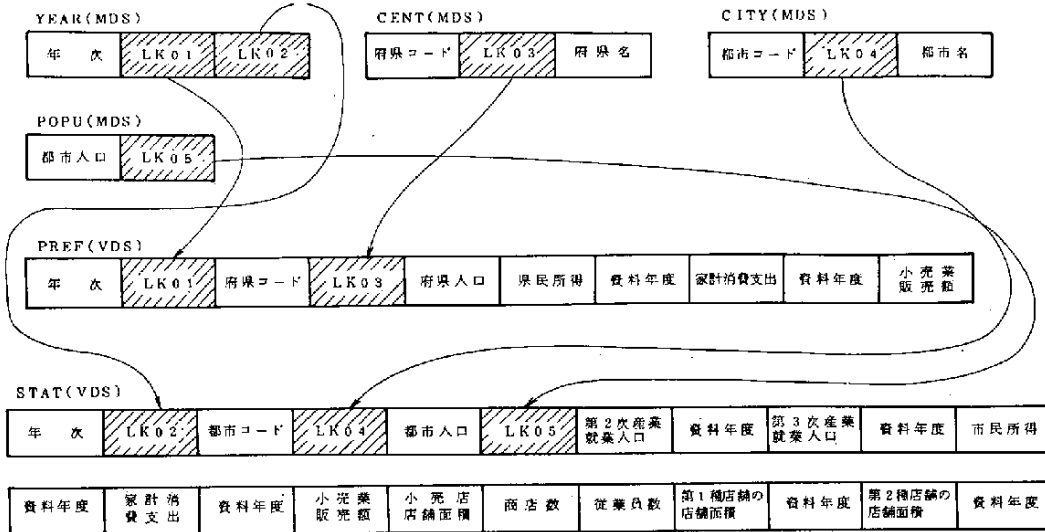 YEAR(MDS) CENT(MDS) CITY(MDS)
年次 LK01 LK02 府県コード LK03 府県名 都市コード LK04 都市名
POPU(MDS)
都市人口 LK05
PREF(VDS)
年次 LK01 府県コード LK03 府県人口 県民所得 資料年度 家計消費支出 資料年度 小売業販売額
STAT(VDS)
年次 LK02 都市コード LK04 都市人口 LK05 第2次産業就業人口 資料年度 第3次産業就業人口 資料年度 市民所得
資料年度 家計消費支出 資料年度 小売業販売額 小売店店舗面積 商店数 従業員数 第1種店舗の店舗面積 資料年度 第2種店舗の店舗面積 資料年度